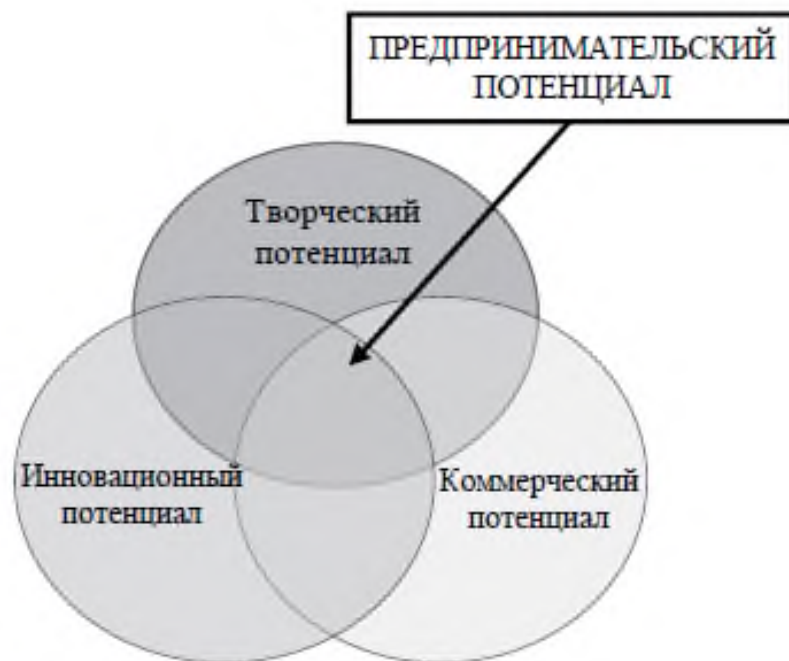 ПРЕДПРИНИМАТЕЛЬСКИЙ
ПОТЕНЦИАЛ
Творческий
потенциал
Инновационный
потенциал
Коммерческий
потенциал